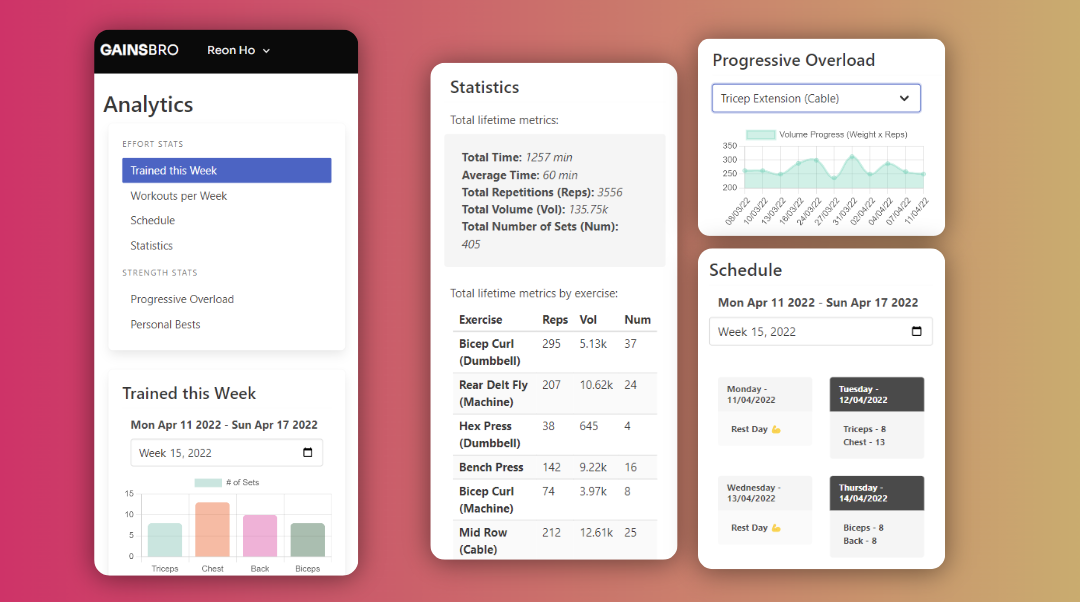 GAINSBRO
Reon Ho
Analytics
EFFORT STATS
Trained this Week
Workouts per Week
Schedule
Statistics
STRENGTH STATS
Progressive Overload
Personal Bests
Trained this Week
Mon Apr 11 2022 - Sun Apr 17 2022
Week 15, 2022
# of Sets
15
10
5
0
Triceps Chest Back Biceps
Statistics
Total lifetime metrics:
Total Time: 1257 min
Average Time: 60 min
Total Repetitions (Reps): 3556
Total Volume (Vol): 135.75k
Total Number of Sets (Num):
405
Total lifetime metrics by exercise:
Exercise Reps Vol Num
Bicep Curl 295 5.13k 37
(Dumbbell)
Rear Delt Fly 207 10.62k 24
(Machine)
Hex Press 38 645 4
(Dumbbell)
Bench Press 142 9.22k 16
Bicep Curl 74 3.97k 8
(Machine)
Mid Row 212 12.61k 25
(Cable)
Progressive Overload
Tricep Extension (Cable)
Volume Progress (Weight x Reps)
350
300
250
200
08/03/22 10/03/22 13/03/22 18/03/22 24/03/22 27/03/22 31/03/22 02/04/22 04/04/22 07/04/22 11/04/22
Schedule
Mon Apr 11 2022 - Sun Apr 17 2022
Week 15, 2022
Monday -
11/04/2022
Rest Day 💪
Tuesday -
12/04/2022
Triceps - 8
Chest - 13
Wednesday -
13/04/2022
Rest Day 💪
Thursday -
14/04/2022
Biceps - 8
Back - 8